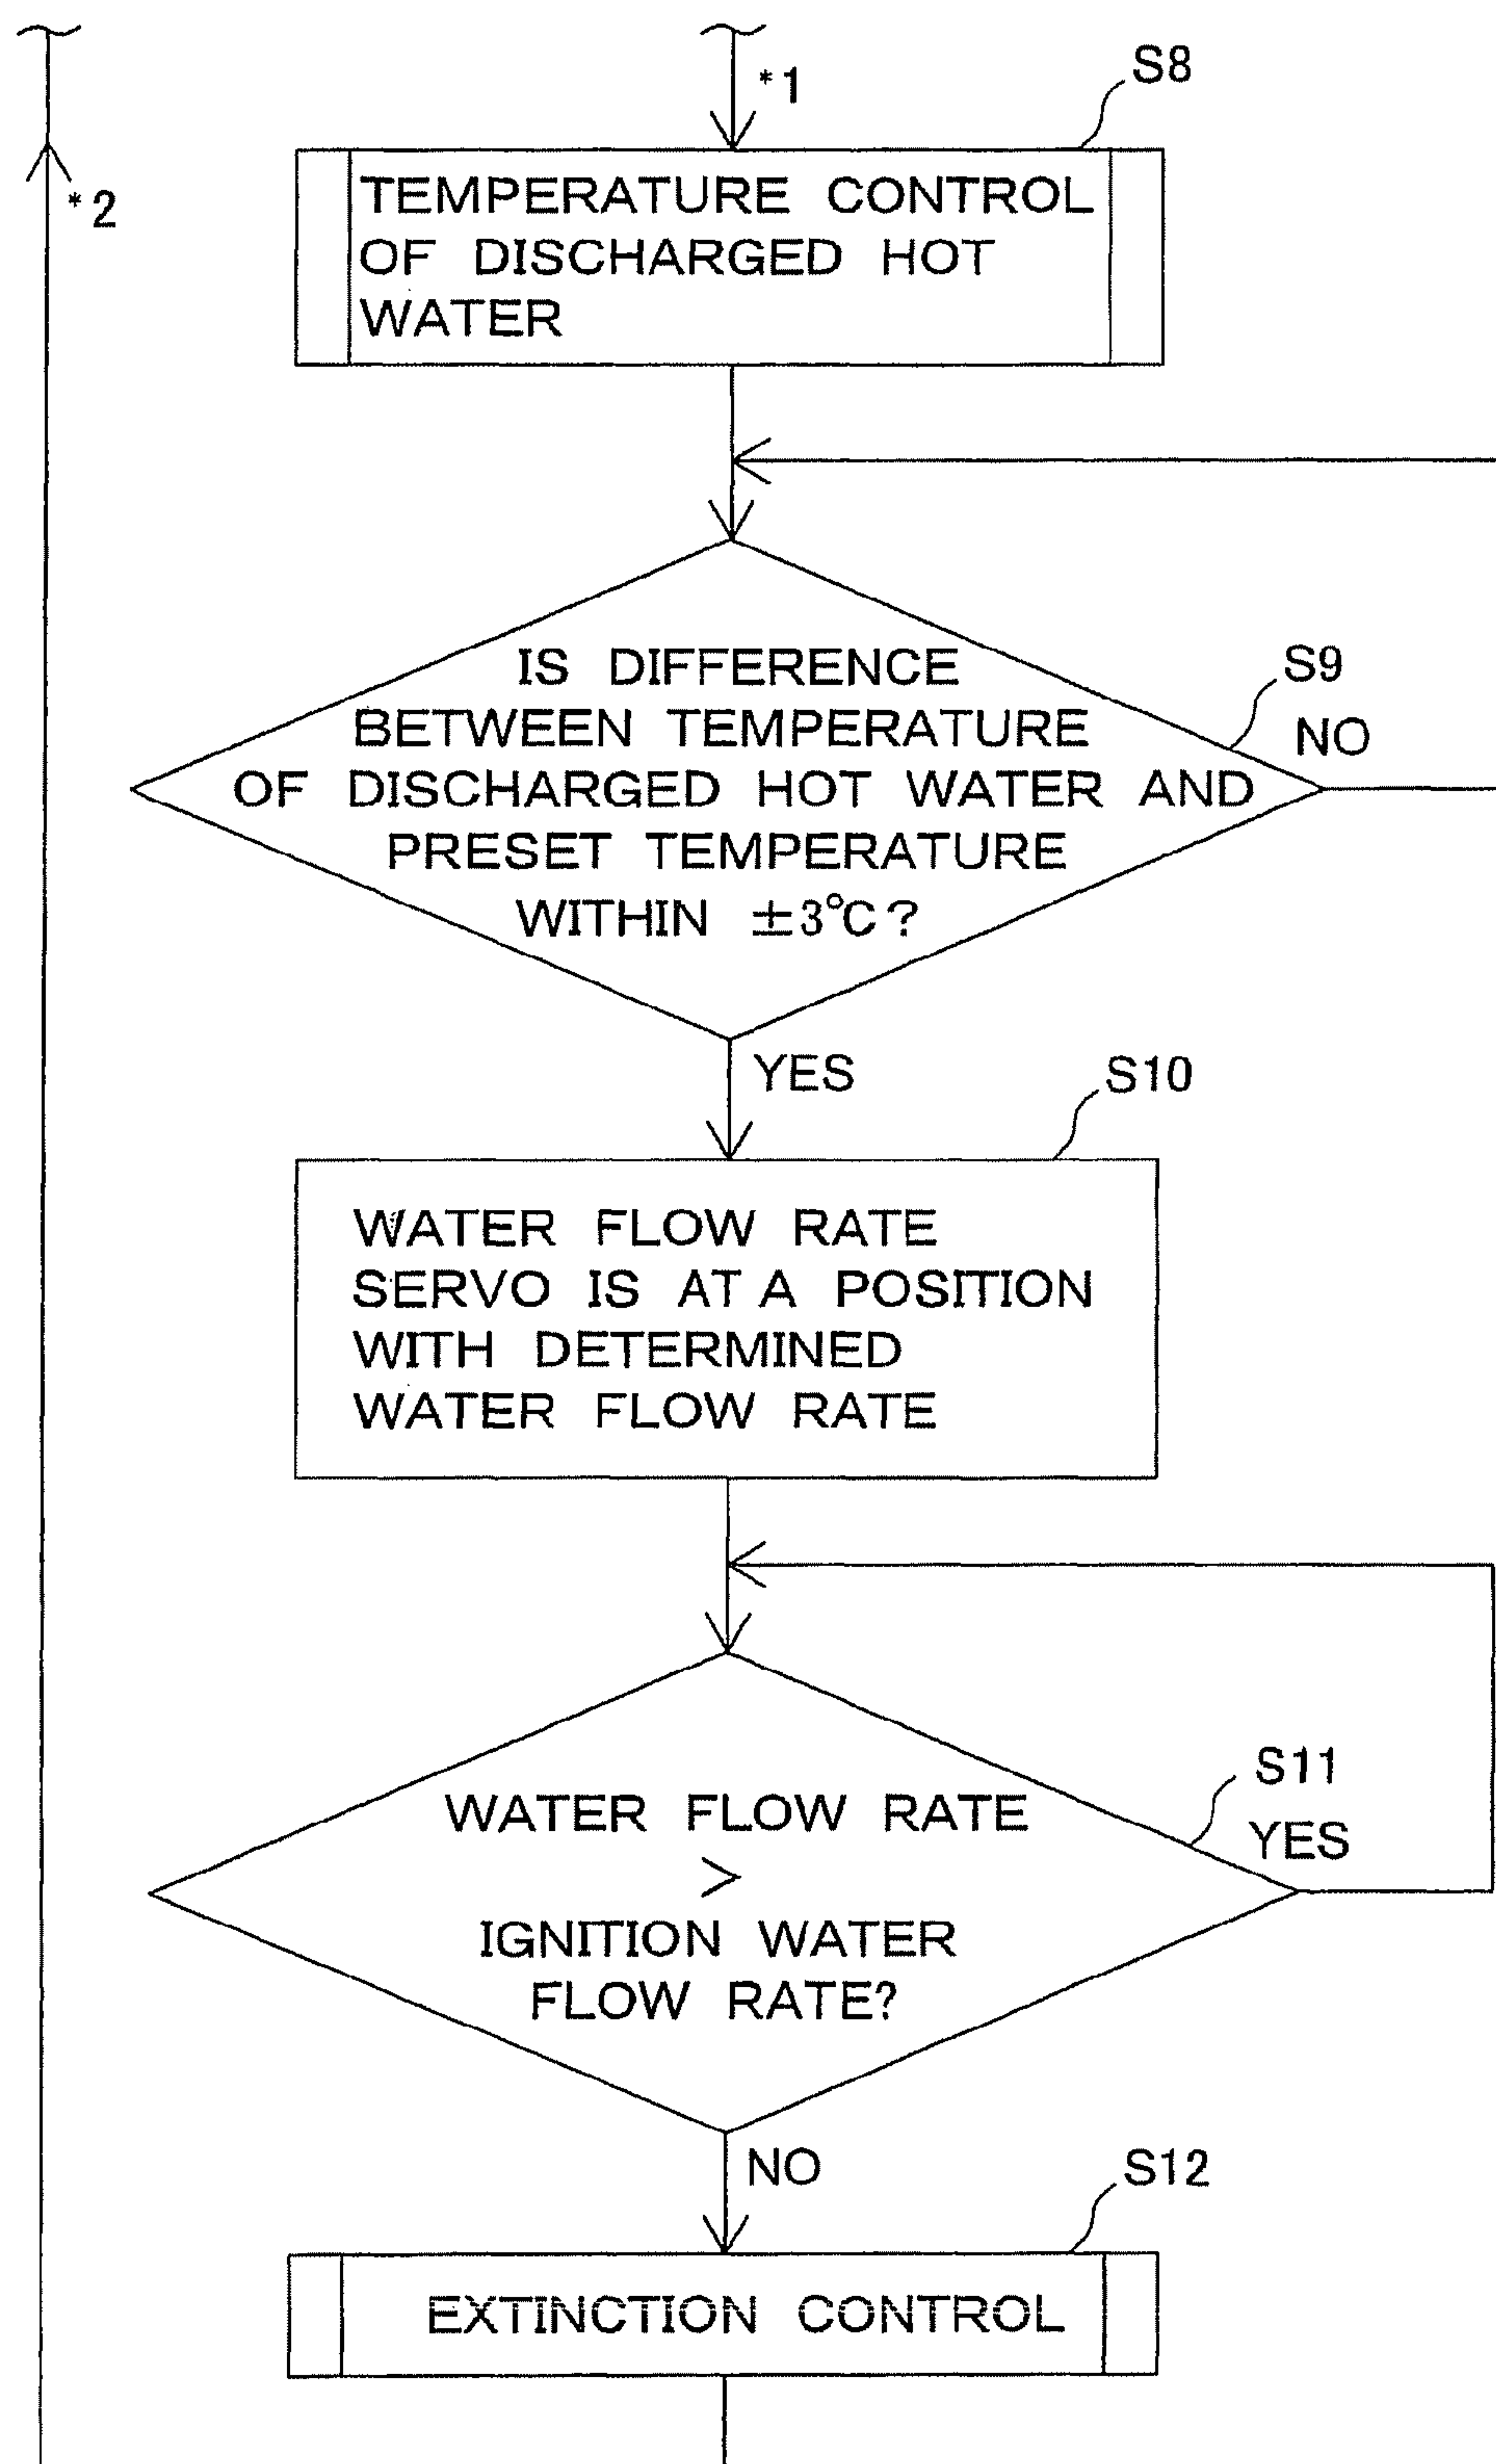 *1
S8
*2
TEMPERATURE CONTROL
OF DISCHARGED HOT
WATER
IS DIFFERENCE
BETWEEN TEMPERATURE
OF DISCHARGED HOT WATER AND
PRESET TEMPERATURE
WITHIN ±3℃?
S9
NO
YES
S10
WATER FLOW RATE
SERVO IS AT A POSITION
WITH DETERMINED
WATER FLOW RATE
WATER FLOW RATE
>
IGNITION WATER
FLOW RATE?
S11
YES
NO
S12
EXTINCTION CONTROL